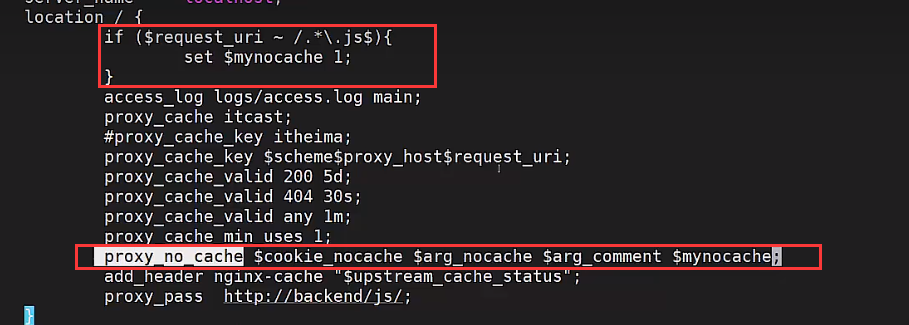 server_name localhost;
location / {
if ($request_uri ~ /.*\.js$){
set $mynocache 1;
}
access_log logs/access.log main;
proxy_cache itcast;
#proxy_cache_key itheima;
proxy_cache_key $scheme$proxy_host$request_uri;
proxy_cache_valid 200 5d;
proxy_cache_valid 404 30s;
proxy_cache_valid any 1m;
proxy_cache_min_uses 1;
proxy_no_cache $cookie_nocache $arg_nocache $arg_comment $mynocache;
add_header nginx-cache "$upstream_cache_status";
proxy_pass http://backend/js/;
}